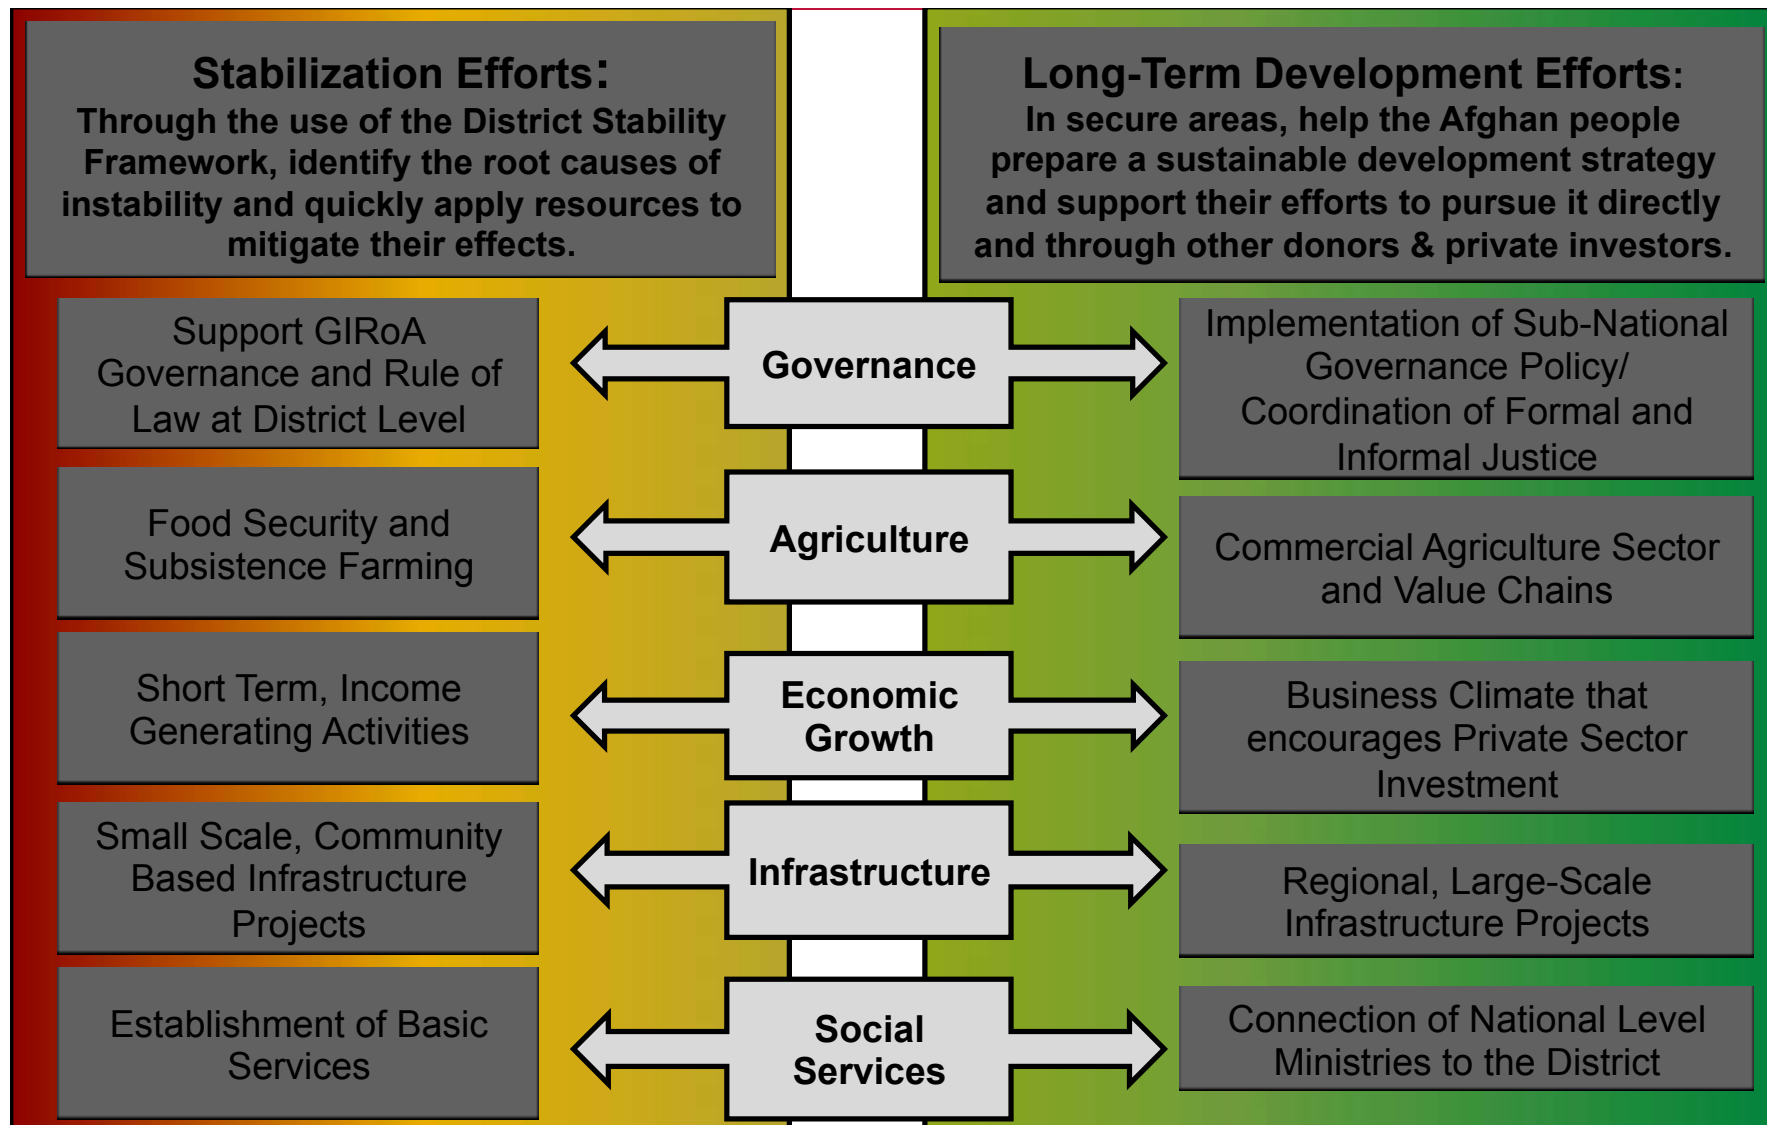 Stabilization Efforts:
Through the use of the District Stability
Framework, identify the root causes of
instability and quickly apply resources to
mitigate their effects.
Long-Term Development Efforts:
In secure areas, help the Afghan people
prepare a sustainable development strategy
and support their efforts to pursue it directly
and through other donors & private investors.
Support GIRoA
Governance and Rule of
Law at District Level
Governance
Implementation of Sub-National
Governance Policy/
Coordination of Formal and
Informal Justice
Food Security and
Subsistence Farming
Agriculture
Commercial Agriculture Sector
and Value Chains
Short Term, Income
Generating Activities
Economic
Growth
Business Climate that
encourages Private Sector
Investment
Small Scale, Community
Based Infrastructure
Projects
Infrastructure
Regional, Large-Scale
Infrastructure Projects
Establishment of Basic
Services
Social
Services
Connection of National Level
Ministries to the District